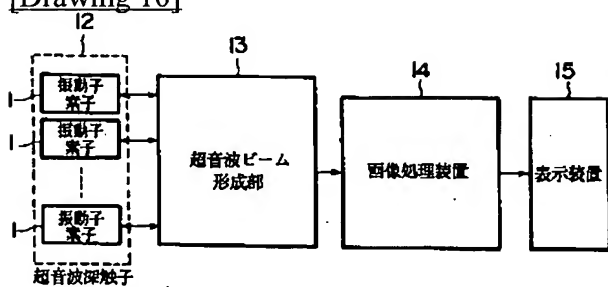 [Drawing 10]
12
13
14
15
1
振動子
素子
1
振動子
素子
1
振動子
素子
超音波ビーム
形成部
画像処理装置
表示装置
超音波深触子